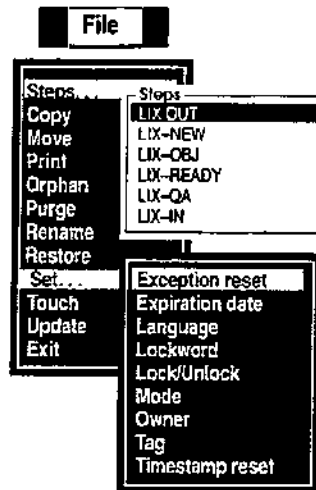 File
Steps...
Copy
Move
Print
Orphan
Purge
Rename
Restore
Set...
Touch
Update
Exit
Steps
LIX OUT
LIX-NEW
LIX-OBJ
LIX-READY
LIX-QA
LIX-IN
Exception reset
Expiration date
Language
Lockword
Lock/Unlock
Mode
Owner
Tag
Timestamp reset